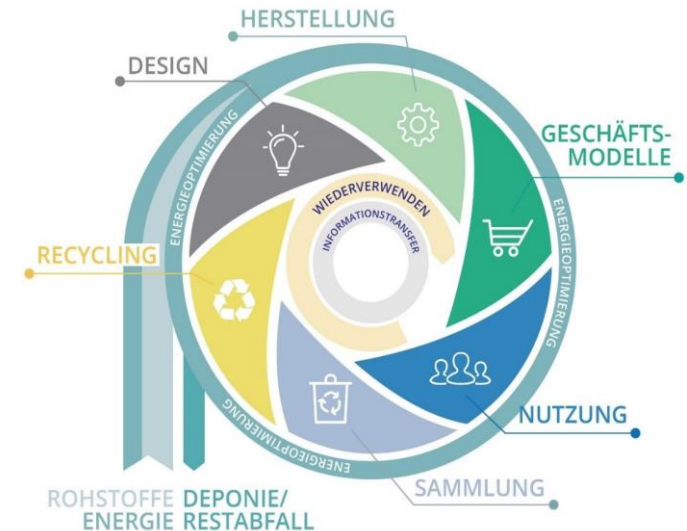 HERSTELLUNG
DESIGN
GESCHÄFTS-
MODELLE
ENERGIEOPTIMIERUNG
WIEDERVERWENDEN
INFORMATIONSTRANSFER
ENERGIEOPTIMIERUNG
RECYCLING
NUTZUNG
ENERGIEOPTIMIERUNG
SAMMLUNG
ROHSTOFFE
ENERGIE
DEPONIE/
RESTABFALL